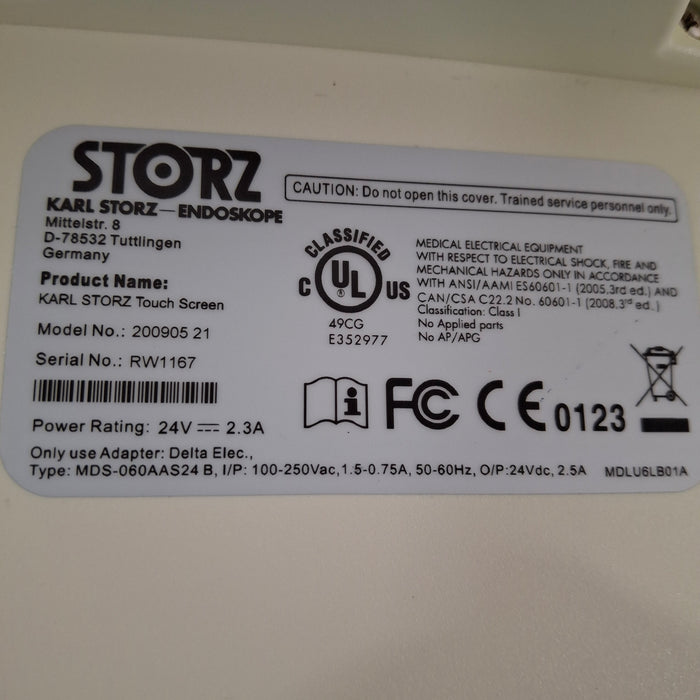 STORZ
KARL STORZ—ENDOSKOPE
Mittelstr. 8
D-78532 Tuttlingen
Germany
CAUTION: Do not open this cover. Trained service personnel only.
Product Name:
KARL STORZ Touch Screen
Model No.: 200905 21
Serial No.: RW1167
CLASSIFIED
C UL US
®
49CG
E352977
MEDICAL ELECTRICAL EQUIPMENT
WITH RESPECT TO ELECTRICAL SHOCK, FIRE AND
MECHANICAL HAZARDS ONLY IN ACCORDANCE
WITH ANSI/AAMI ES60601-1 (2005.3rd ed.) AND
CAN/CSA C22.2 No. 60601-1 (2008.3rd ed.)
Classification: Class I
No Applied parts
No AP/APG
Power Rating: 24V ⎓ 2.3A
i FC CE 0123
Only use Adapter: Delta Elec.,
Type: MDS-060AAS24 B, I/P: 100-250Vac,1.5-0.75A, 50-60Hz, O/P:24Vdc, 2.5A
MDLU6LB01A